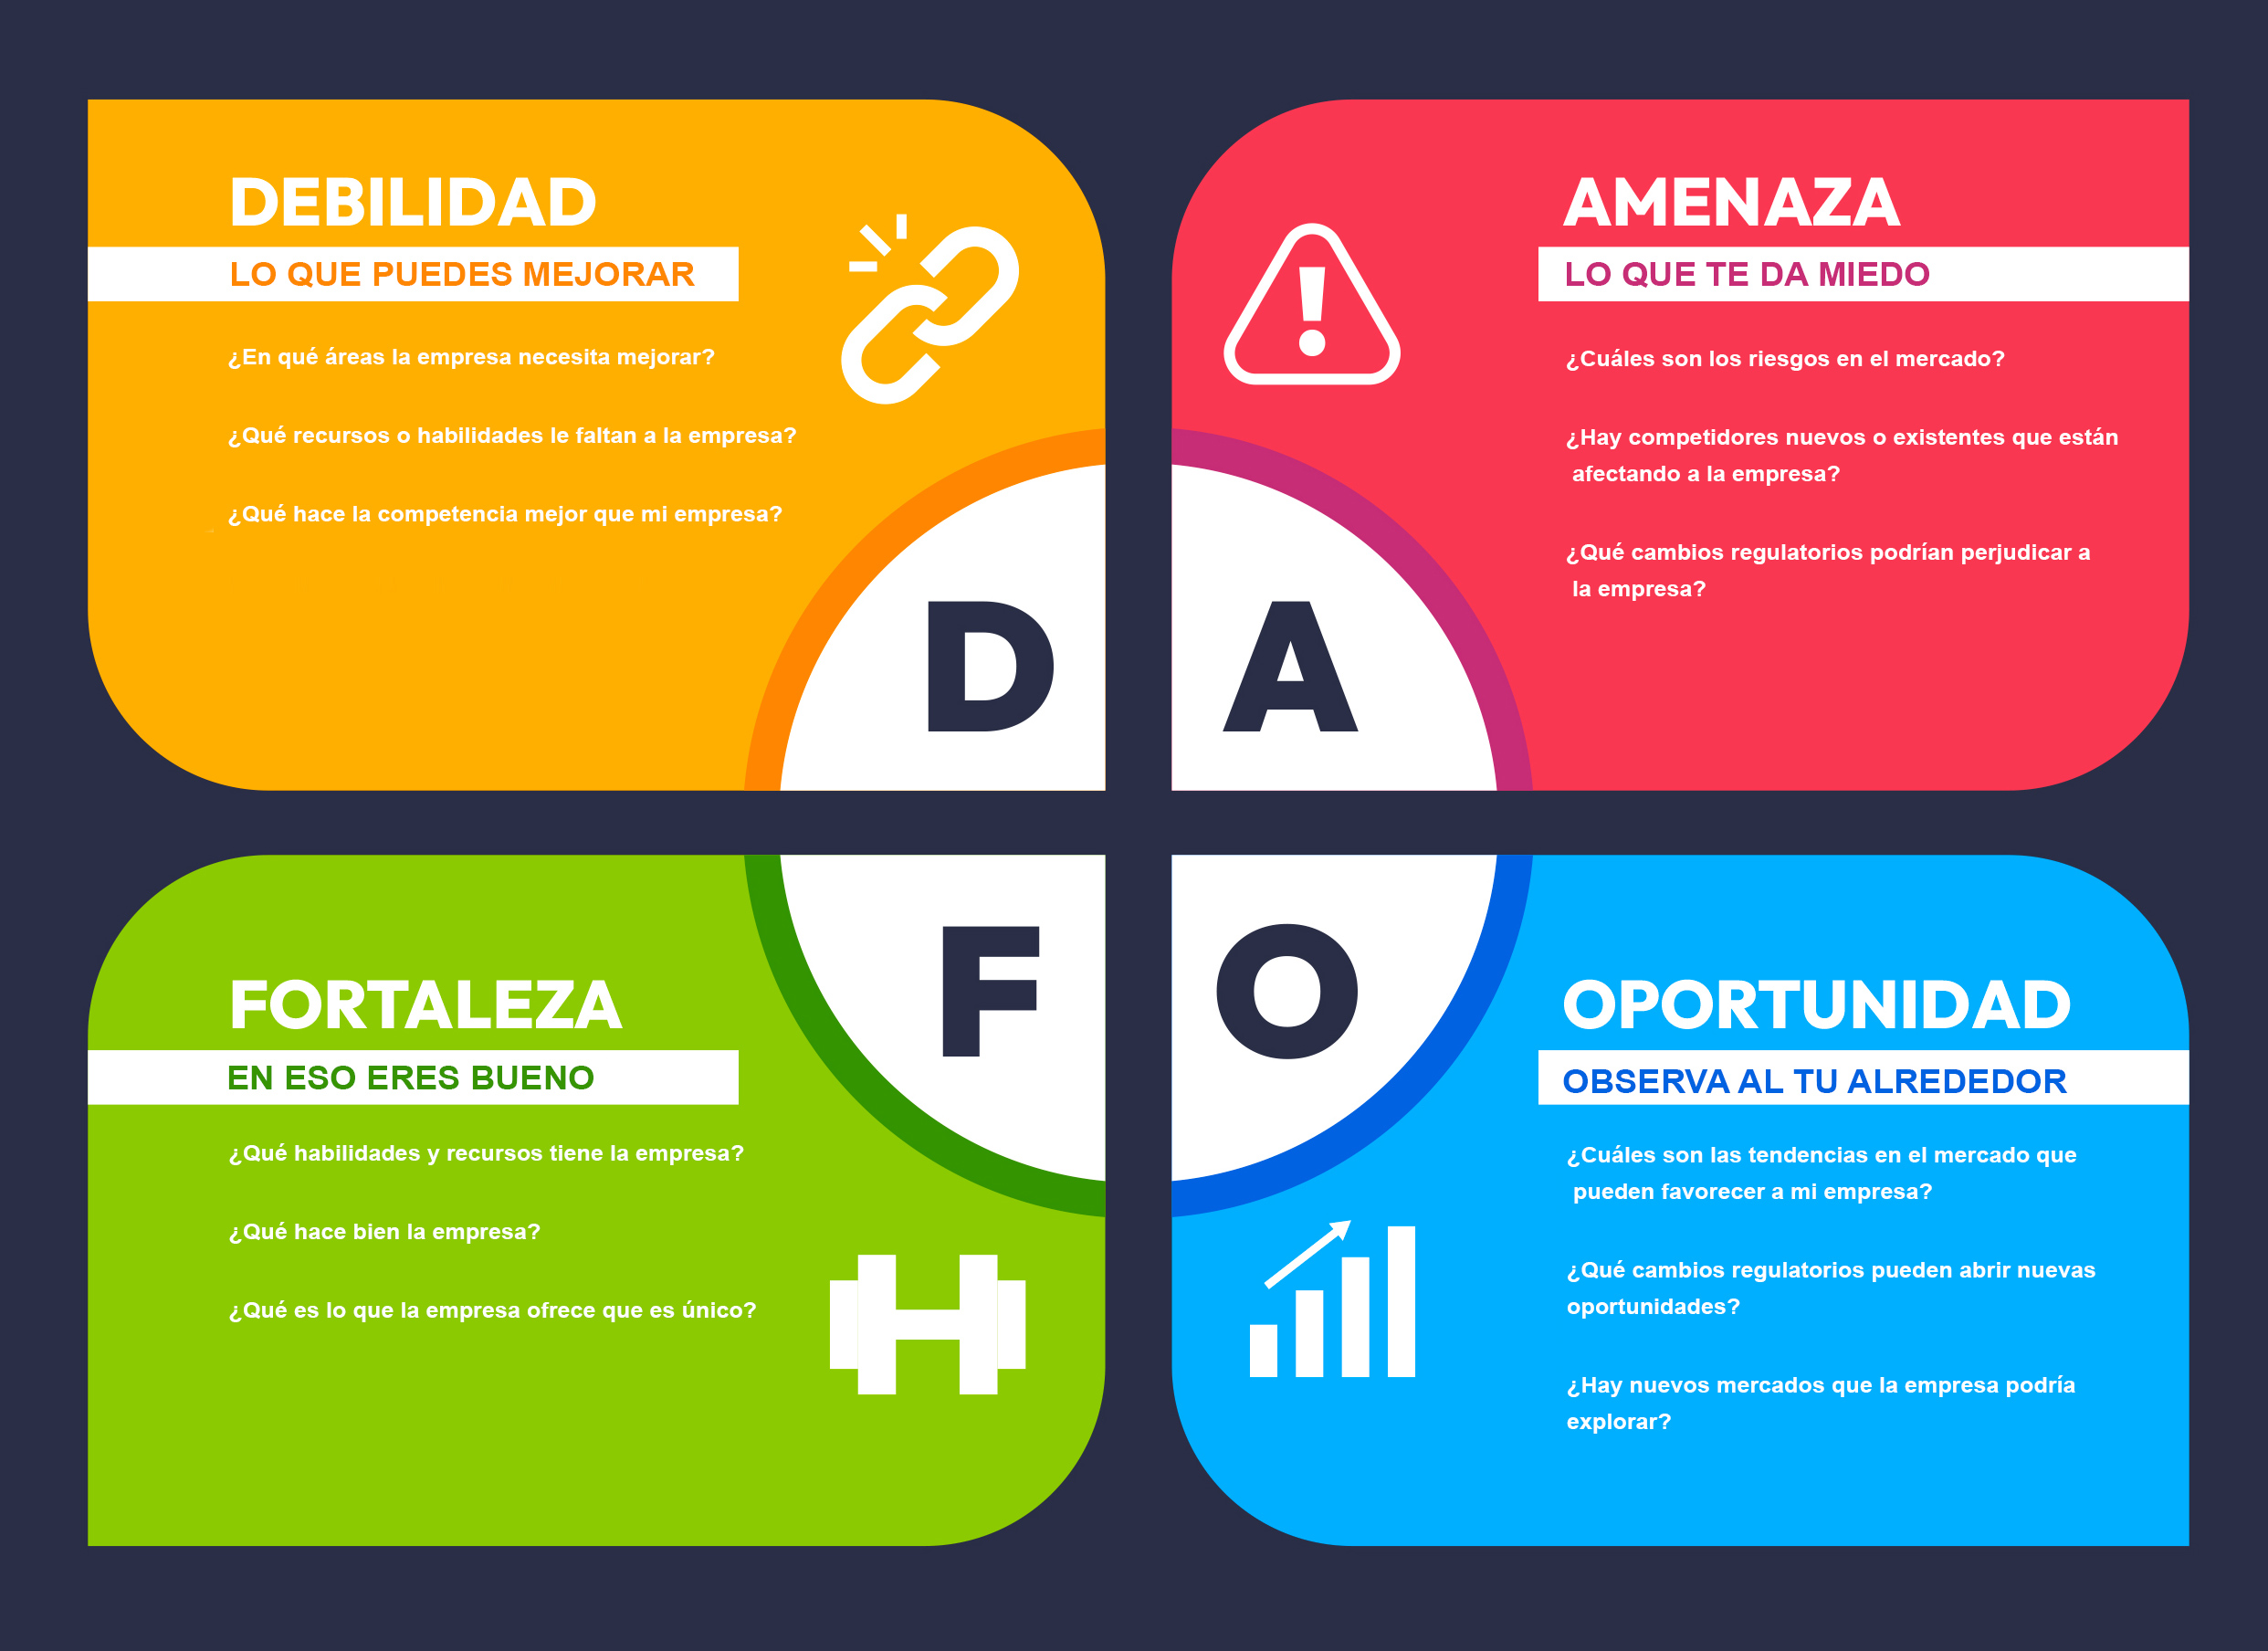 DEBILIDAD
LO QUE PUEDES MEJORAR
¿En qué áreas la empresa necesita mejorar?
¿Qué recursos o habilidades le faltan a la empresa?
¿Qué hace la competencia mejor que mi empresa?
D
AMENAZA
LO QUE TE DA MIEDO
¿Cuáles son los riesgos en el mercado?
¿Hay competidores nuevos o existentes que están
afectando a la empresa?
¿Qué cambios regulatorios podrían perjudicar a
la empresa?
A
FORTALEZA
EN ESO ERES BUENO
¿Qué habilidades y recursos tiene la empresa?
¿Qué hace bien la empresa?
¿Qué es lo que la empresa ofrece que es único?
F
OPORTUNIDAD
OBSERVA AL TU ALREDEDOR
¿Cuáles son las tendencias en el mercado que
pueden favorecer a mi empresa?
¿Qué cambios regulatorios pueden abrir nuevas
oportunidades?
¿Hay nuevos mercados que la empresa podría
explorar?
O